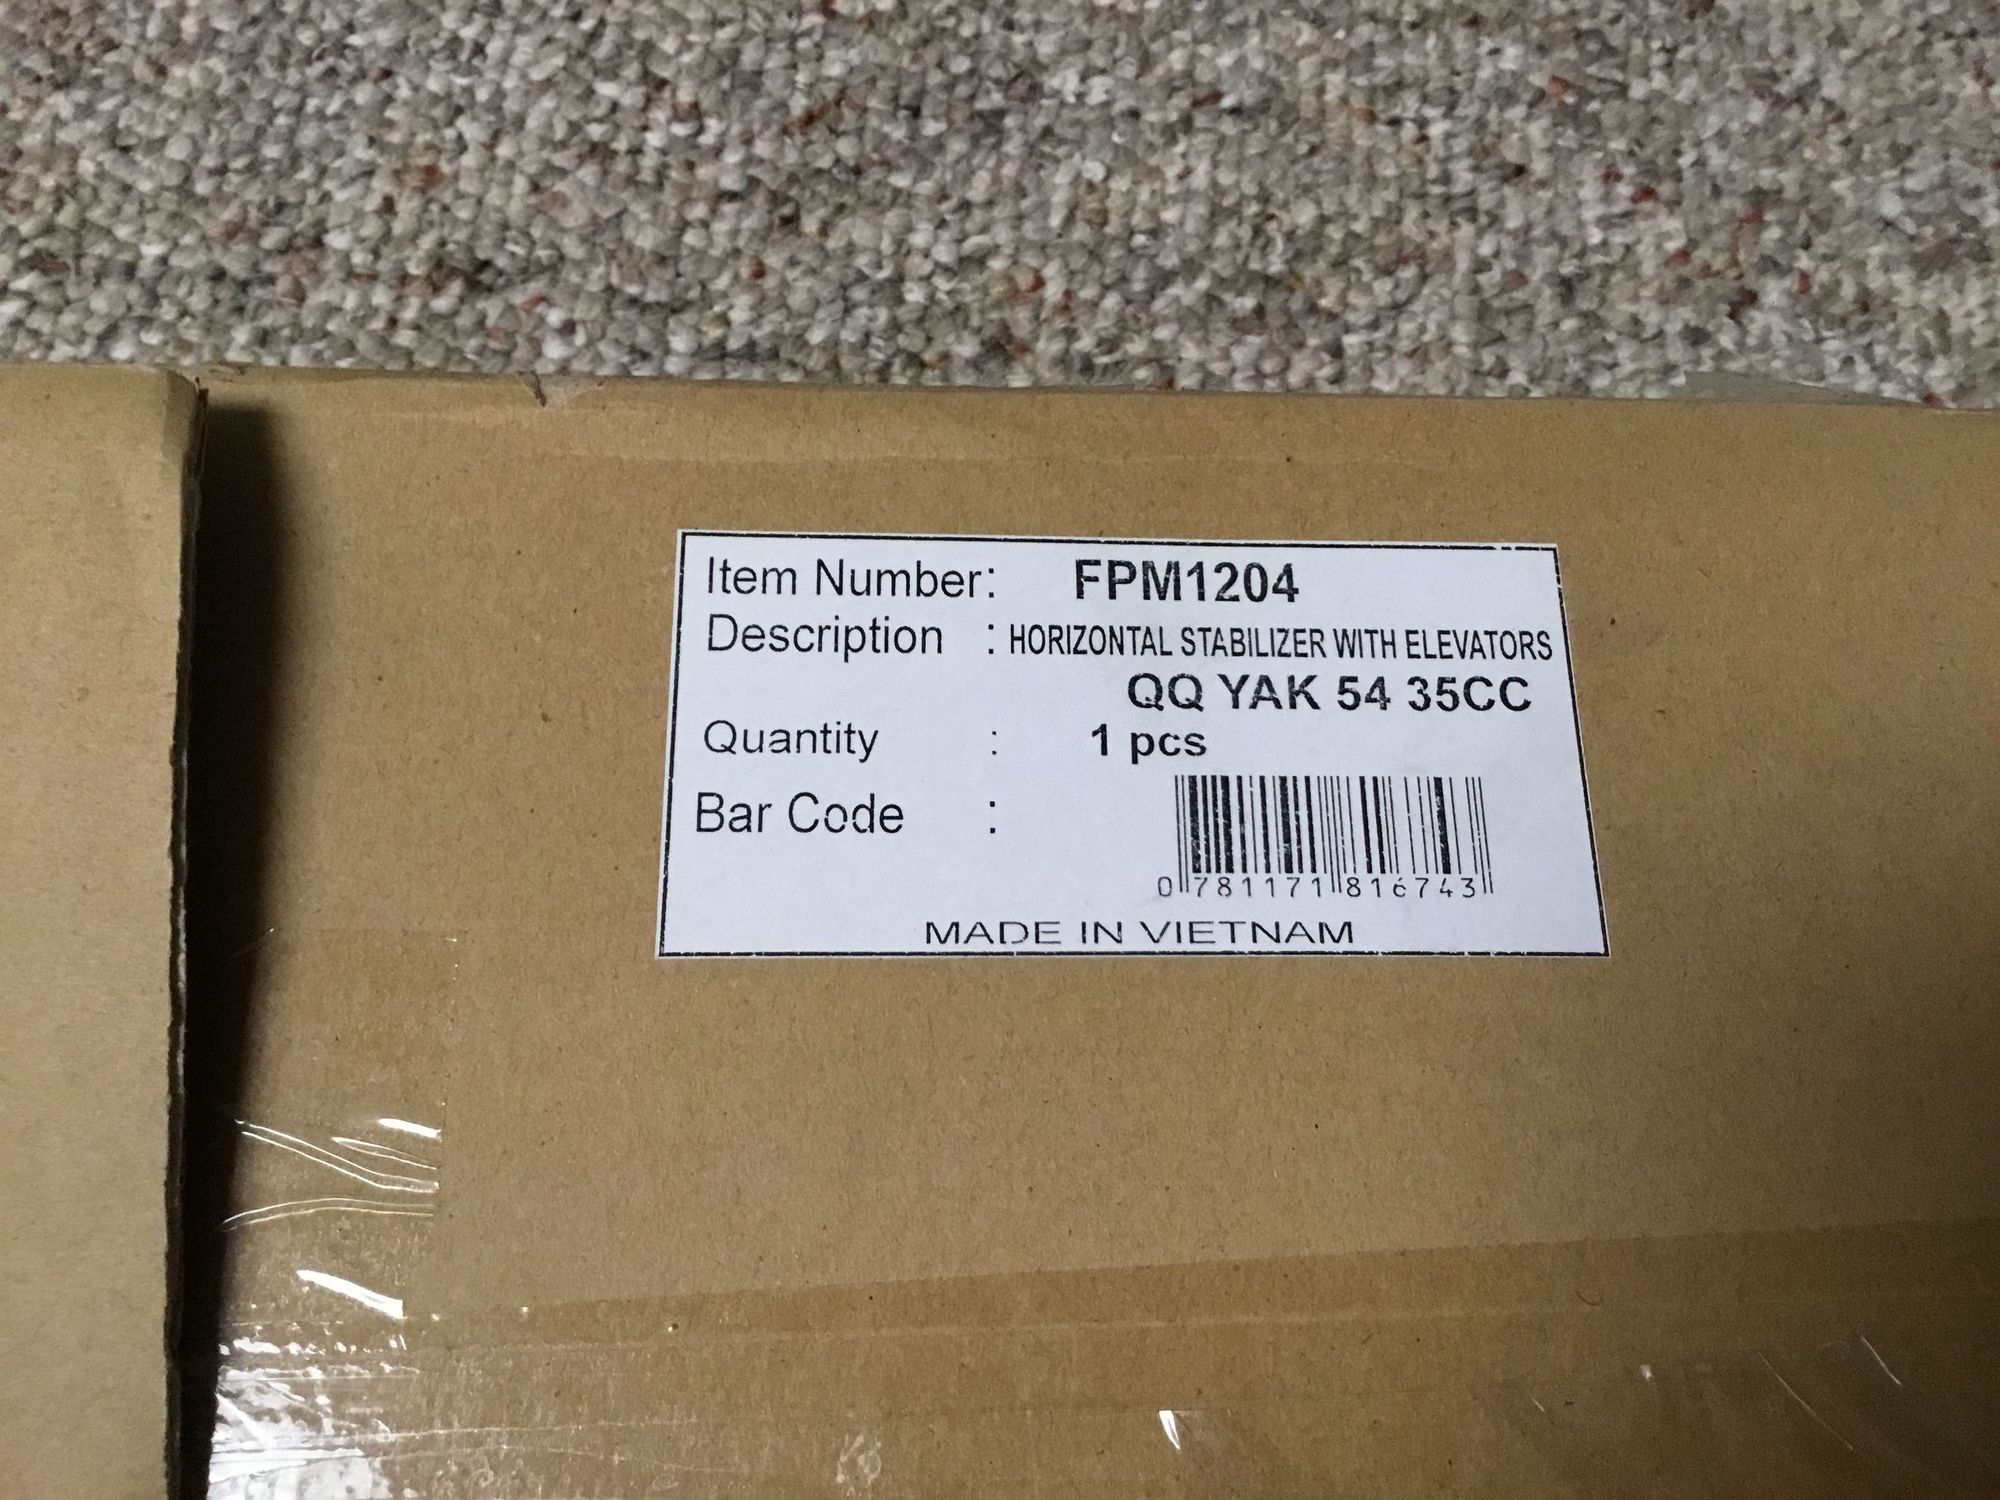 Item Number: FPM1204
Description : HORIZONTAL STABILIZER WITH ELEVATORS
QQ YAK 54 35CC
Quantity : 1 pcs
Bar Code :
0 781171 816743
MADE IN VIETNAM